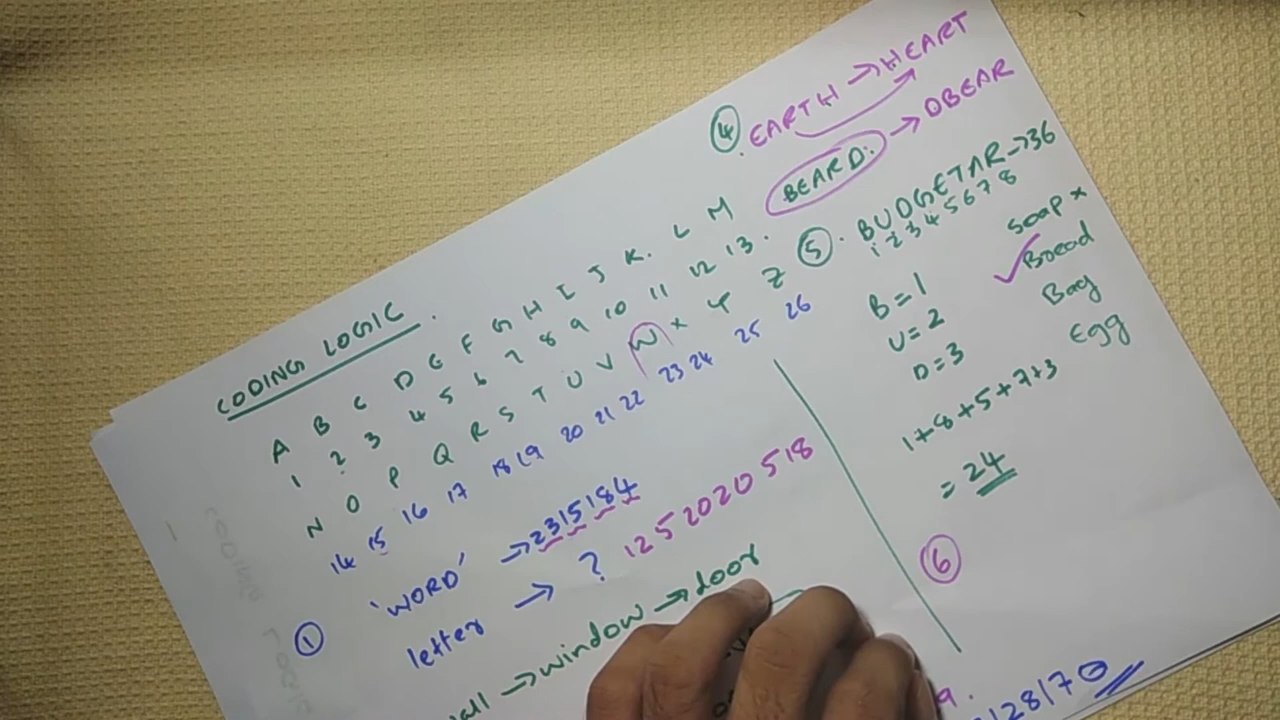 CODING LOGIC.
A B C D E F G H I J K. L M
1 2 3 4 5 6 7 8 9 10 11 12 13.
N O P Q R S T U V W X Y Z
14 15 16 17 18 19 20 21 22 23 24 25 26
① 'WORD' → 2315184
letter → ? 1252020518
→ window → door
④ . EARTH → HEART
BEARD: → DBEAR
⑤ . BUDGETAR → 36
1 2 3 4 5 6 7 8
B = 1
U = 2
D = 3
1+8+5+7+3
= 24
Soap x
✓ Bread
Bag
Egg
⑥